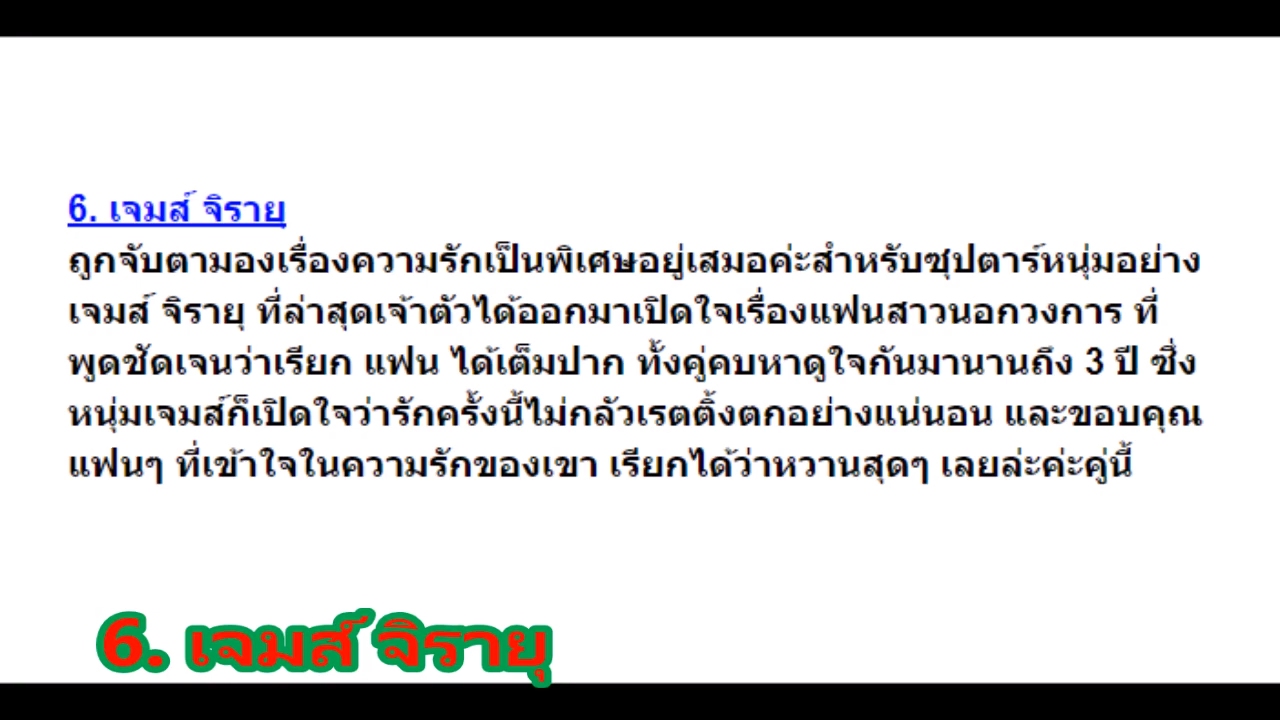 6. เจมส์ จิรายุ
ถูกจับตามองเรื่องความรักเป็นพิเศษอยู่เสมอค่ะสำหรับซุปตาร์หนุ่มอย่าง
เจมส์ จิรายุ ที่ล่าสุดเจ้าตัวได้ออกมาเปิดใจเรื่องแฟนสาวนอกวงการ ที่
พูดชัดเจนว่าเรียก แฟน ได้เต็มปาก ทั้งคู่คบหาดูใจกันมานานถึง 3 ปี ซึ่ง
หนุ่มเจมส์ก็เปิดใจว่ารักครั้งนี้ไม่กลัวเรตติ้งตกอย่างแน่นอน และขอบคุณ
แฟนๆ ที่เข้าใจในความรักของเขา เรียกได้ว่าหวานสุดๆ เลยล่ะค่ะคู่นี้
6. เจมส์ จิรายุ